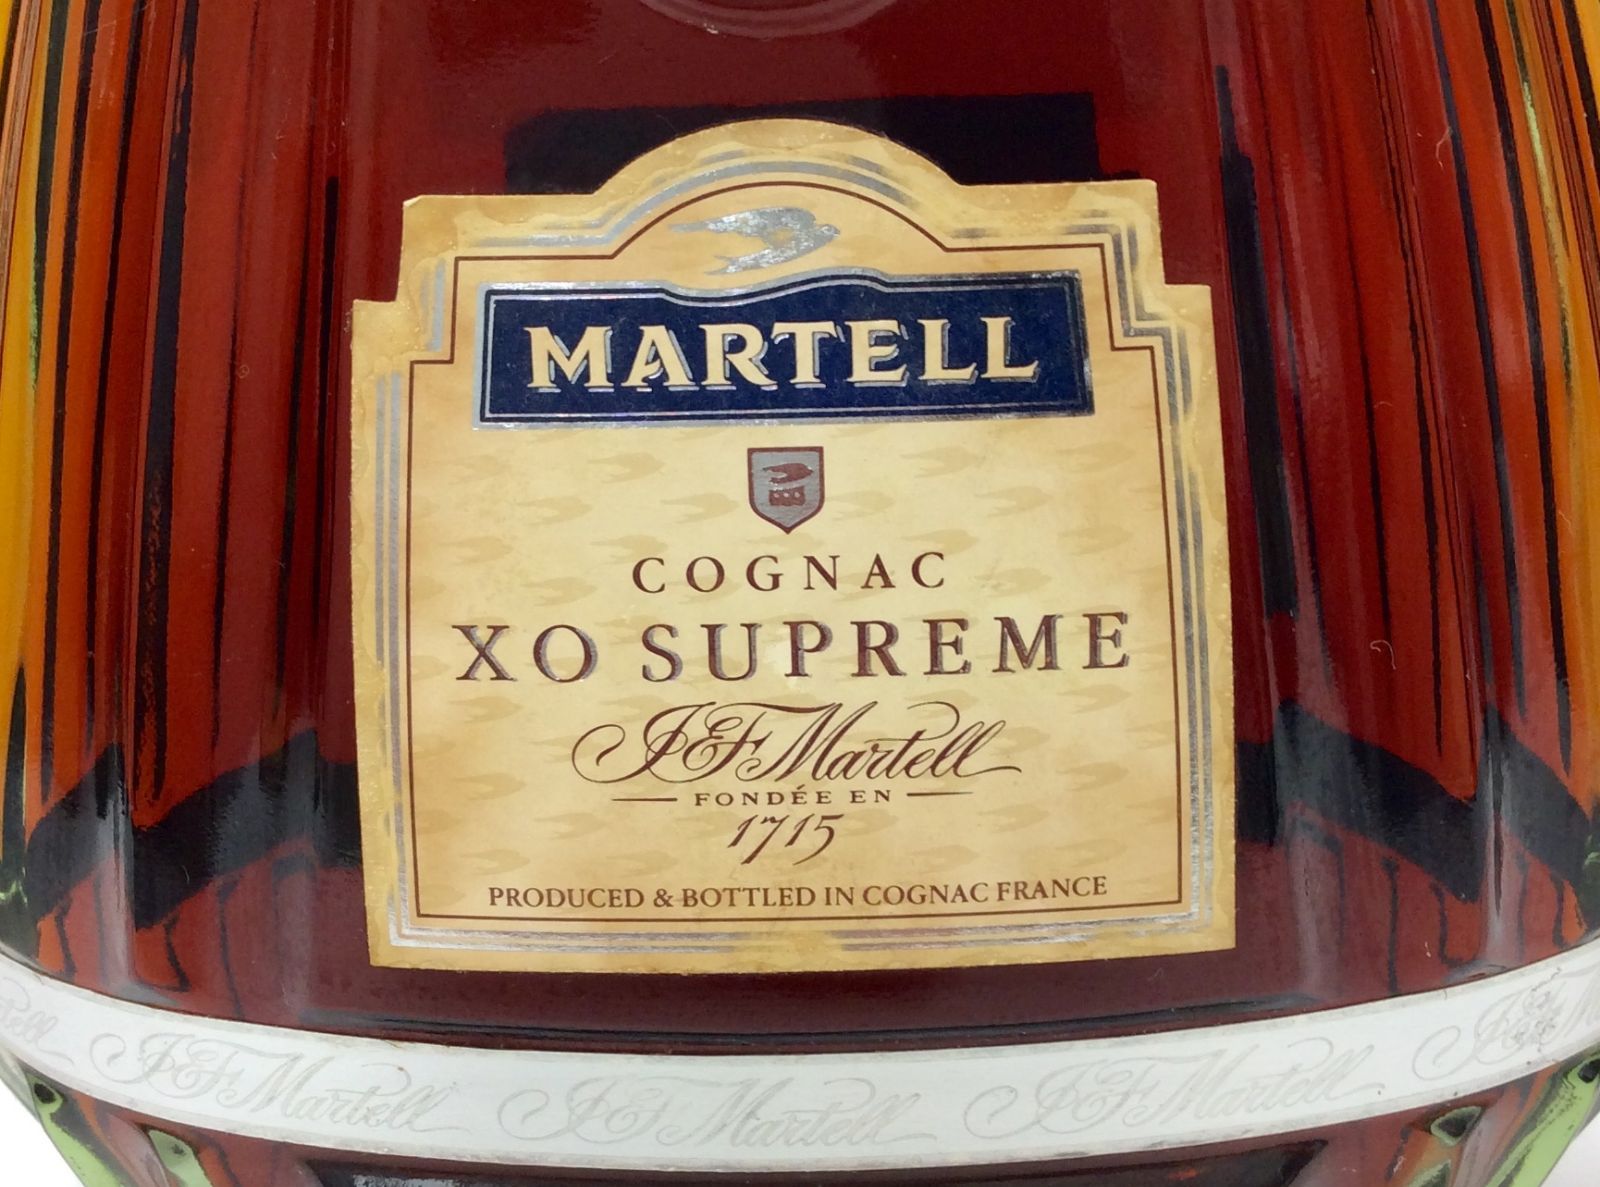 MARTELL
COGNAC
XO SUPREME
J&F Martell
FONDÉE EN
1715
PRODUCED & BOTTLED IN COGNAC FRANCE
J&F Martell J&F Martell J&F Martell